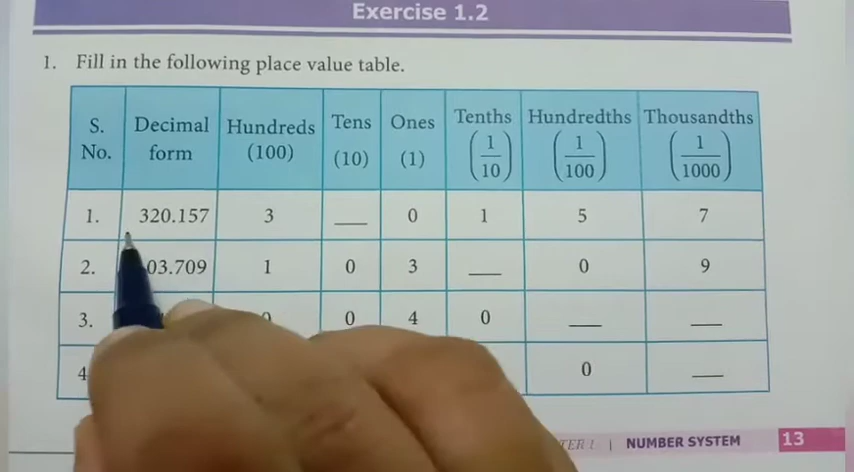 Exercise 1.2
1. Fill in the following place value table.
S. No. Decimal form Hundreds (100) Tens (10) Ones (1) Tenths (1/10) Hundredths (1/100) Thousandths (1/1000)
1. 320.157 3 ___ 0 1 5 7
2. 03.709 1 0 3 ___ 0 9
3. 0 4 0 ___ ___
4 0 ___
TER 1 | NUMBER SYSTEM 13